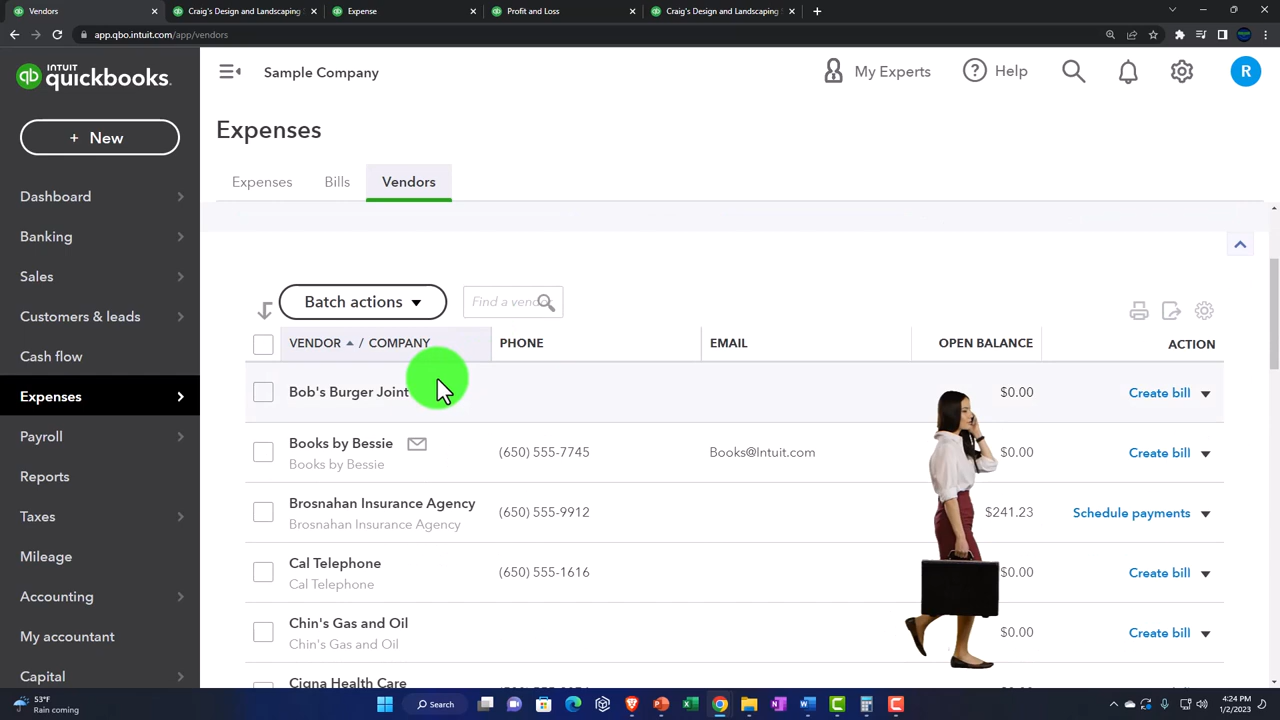 Vendors
Craig's Design and Landscaping S
Expense
Profit and Loss
Craig's Design and Landscaping S
app.qbo.intuit.com/app/vendors
INTUIT
quickbooks.
Sample Company
My Experts
Help
R
+ New
Expenses
Expenses
Bills
Vendors
Dashboard
Banking
Sales
Customers & leads
Cash flow
Expenses
Payroll
Reports
Taxes
Mileage
Accounting
My accountant
Capital
Batch actions
Find a vend
VENDOR / COMPANY
PHONE
EMAIL
OPEN BALANCE
ACTION
Bob's Burger Joint
$0.00
Create bill
Books by Bessie
Books by Bessie
(650) 555-7745
Books@Intuit.com
$0.00
Create bill
Brosnahan Insurance Agency
Brosnahan Insurance Agency
(650) 555-9912
$241.23
Schedule payments
Cal Telephone
Cal Telephone
(650) 555-1616
$0.00
Create bill
Chin's Gas and Oil
Chin's Gas and Oil
$0.00
Create bill
Cigna Health Care
53°F
Rain coming
Search
4:24 PM
1/2/2023